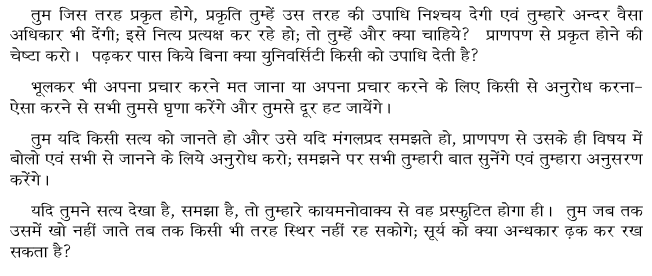 तुम जिस तरह प्रकृत होगे, प्रकृति तुम्हें उस तरह की उपाधि निश्चय देगी एवं तुम्हारे अन्दर वैसा
अधिकार भी देंगी; इसे नित्य प्रत्यक्ष कर रहे हो; तो तुम्हें और क्या चाहिये? प्राणपण से प्रकृत होने की
चेष्टा करो। पढ़कर पास किये बिना क्या युनिवर्सिटी किसी को उपाधि देती है?
भूलकर भी अपना प्रचार करने मत जाना या अपना प्रचार करने के लिए किसी से अनुरोध करना–
ऐसा करने से सभी तुमसे घृणा करेंगे और तुमसे दूर हट जायेंगे।
तुम यदि किसी सत्य को जानते हो और उसे यदि मंगलप्रद समझते हो, प्राणपण से उसके ही विषय में
बोलो एवं सभी से जानने के लिये अनुरोध करो; समझने पर सभी तुम्हारी बात सुनेंगे एवं तुम्हारा अनुसरण
करेंगे।
यदि तुमने सत्य देखा है, समझा है, तो तुम्हारे कायमनोवाक्य से वह प्रस्फुटित होगा ही। तुम जब तक
उसमें खो नहीं जाते तब तक किसी भी तरह स्थिर नहीं रह सकोगे; सूर्य को क्या अन्धकार ढ़क कर रख
सकता है?